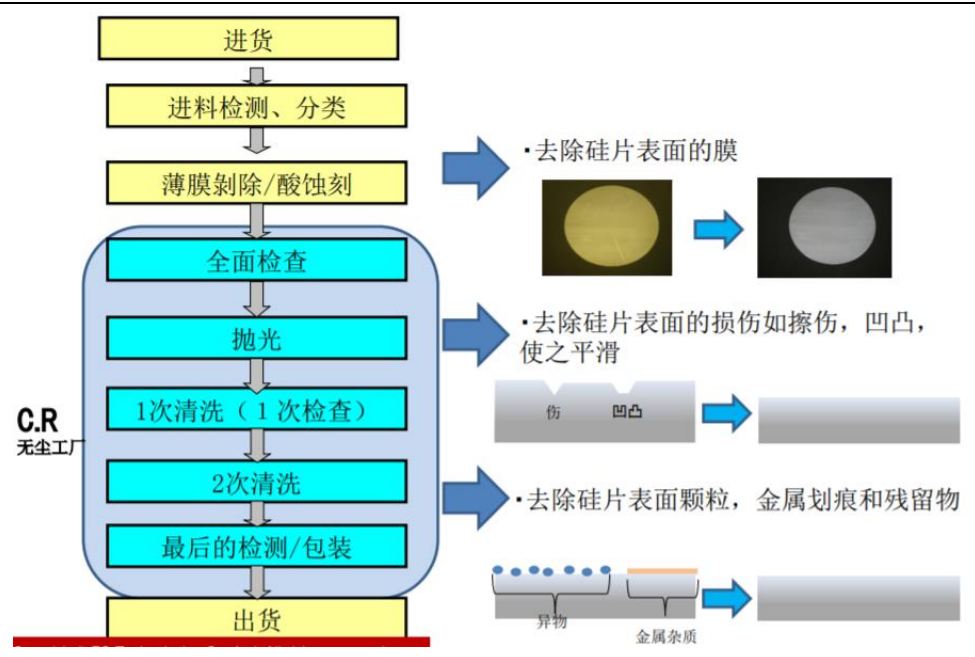 进货
进料检测、分类
薄膜剥除/酸蚀刻
·去除硅片表面的膜
全面检查
抛光
·去除硅片表面的损伤如擦伤，凹凸，
使之平滑
1次清洗（1次检查）
伤
凹凸
C.R
无尘工厂
2次清洗
·去除硅片表面颗粒，金属划痕和残留物
最后的检测/包装
异物
金属杂质
出货